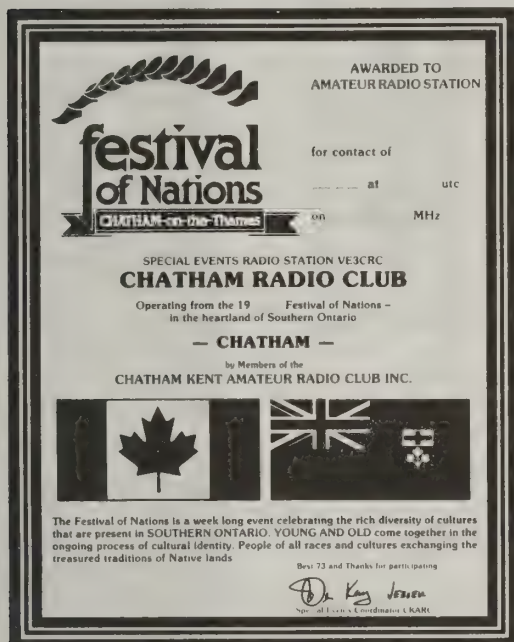 festival
of Nations
CHATHAM-on-the-Thames
AWARDED TO
AMATEUR RADIO STATION
for contact of
at utc
on MHz
SPECIAL EVENTS RADIO STATION VE3CRC
CHATHAM RADIO CLUB
Operating from the 19 Festival of Nations –
in the heartland of Southern Ontario
— CHATHAM —
by Members of the
CHATHAM KENT AMATEUR RADIO CLUB INC.
The Festival of Nations is a week long event celebrating the rich diversity of cultures
that are present in SOUTHERN ONTARIO. YOUNG AND OLD come together in the
ongoing process of cultural identity. People of all races and cultures exchanging the
treasured traditions of Native lands
Best 73 and Thanks for participating
Special Events Coordinator CKARC